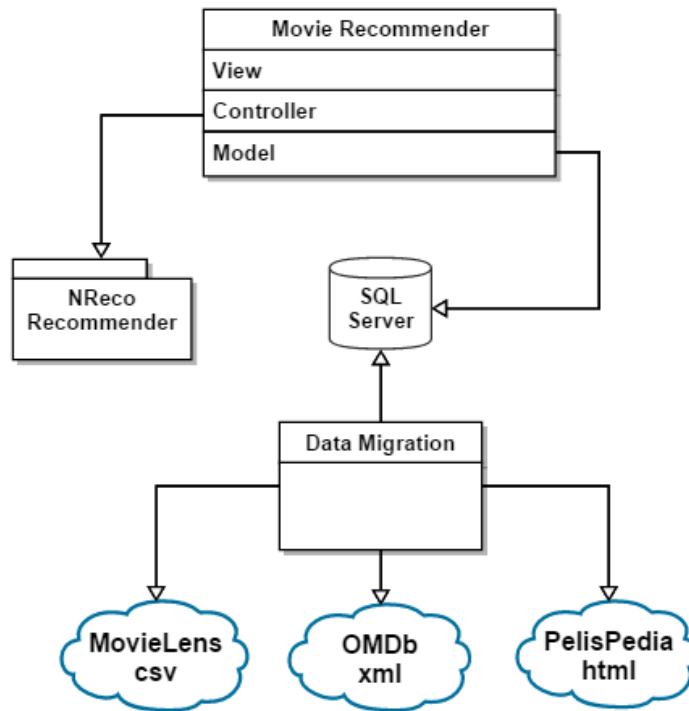 Movie Recommender
View
Controller
Model
NReco
Recommender
SQL
Server
Data Migration
MovieLens
csv
OMDb
xml
PelisPedia
html